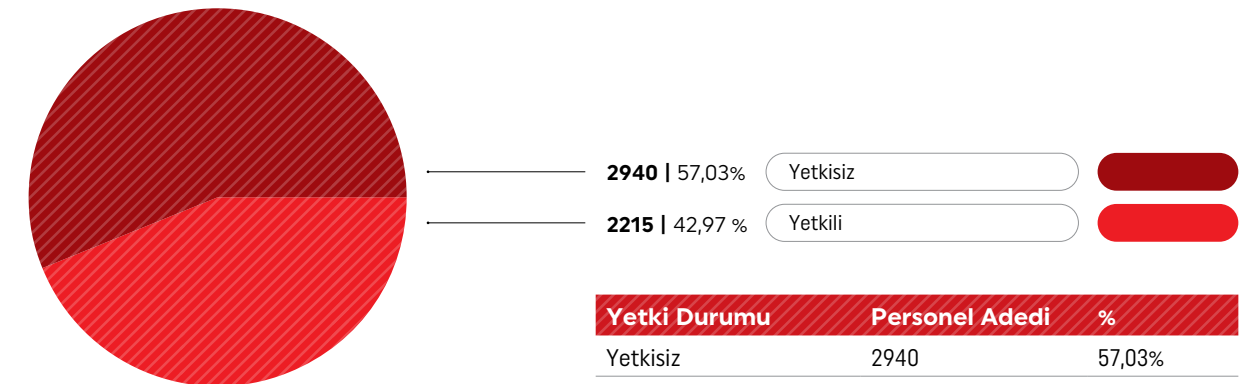 2940 | 57,03% Yetkisiz
2215 | 42,97 % Yetkili
Yetki Durumu Personel Adedi %
Yetkisiz 2940 57,03%